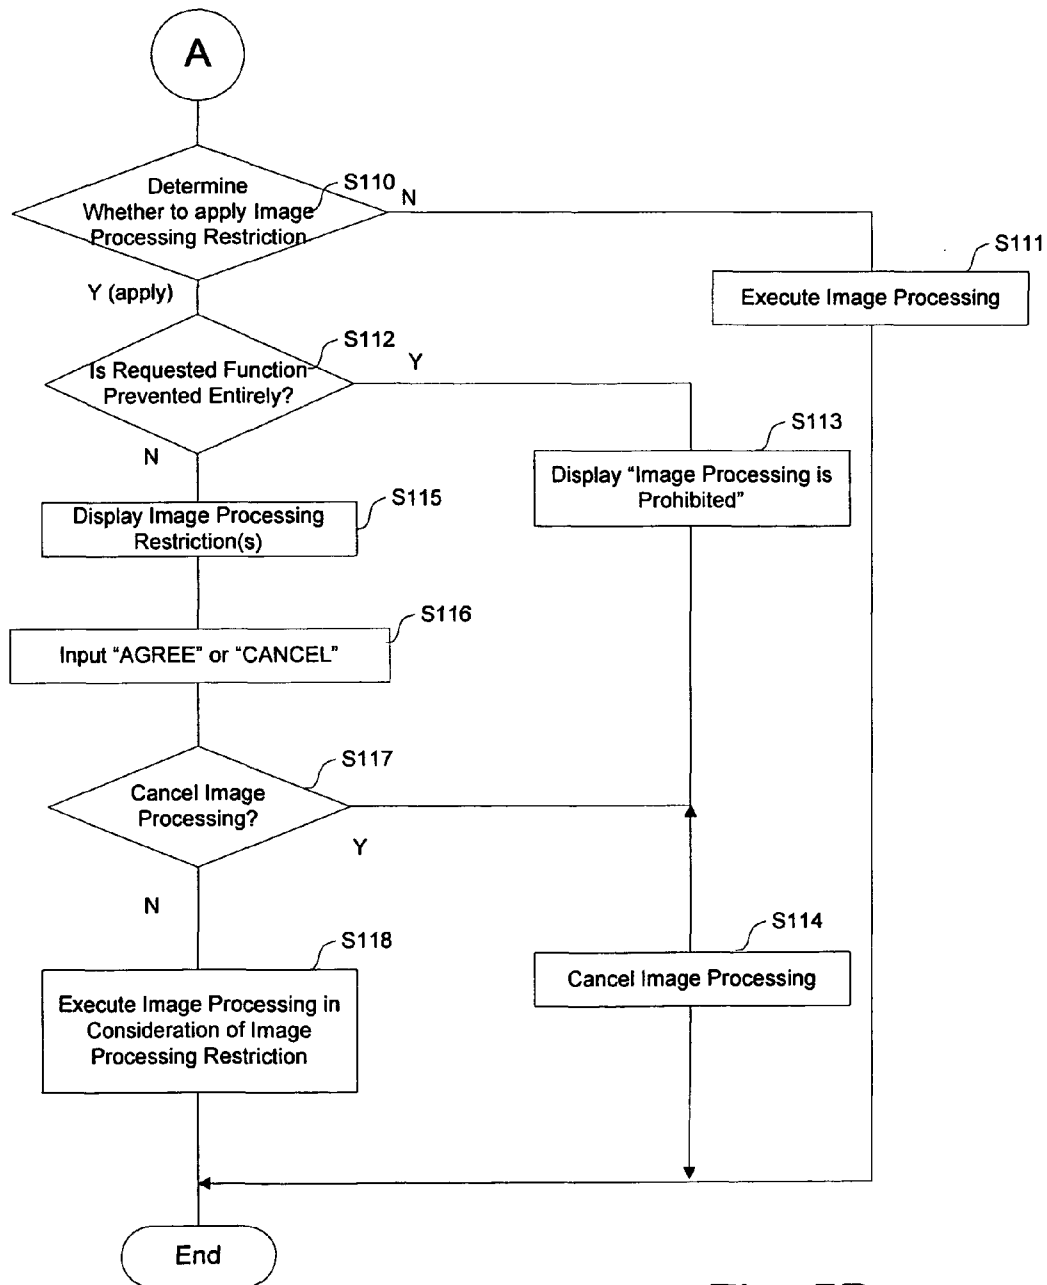 A
Determine
Whether to apply Image
Processing Restriction
S110
N
Y (apply)
S111
Execute Image Processing
Is Requested Function
Prevented Entirely?
S112
Y
N
S113
Display “Image Processing is
Prohibited”
Display Image Processing
Restriction(s)
S115
Input “AGREE” or “CANCEL”
S116
Cancel Image
Processing?
S117
Y
N
S114
Cancel Image Processing
S118
Execute Image Processing in
Consideration of Image
Processing Restriction
End